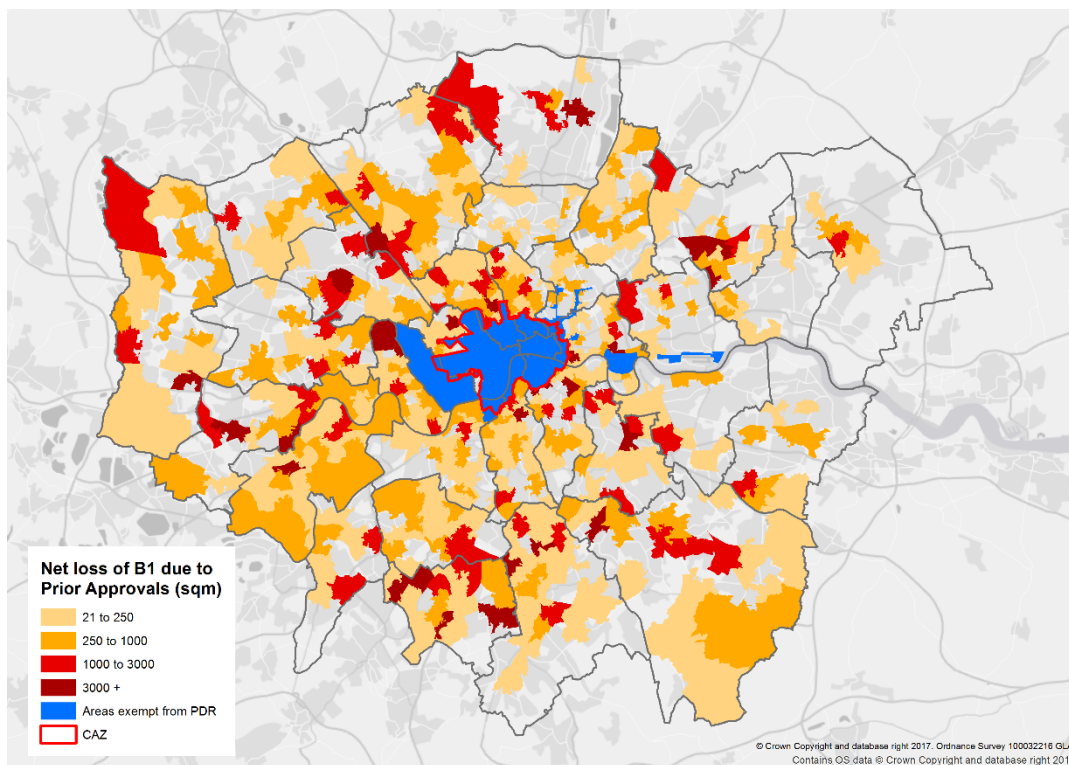 Net loss of B1 due to
Prior Approvals (sqm)
21 to 250
250 to 1000
1000 to 3000
3000 +
Areas exempt from PDR
CAZ
© Crown Copyright and database right 2017. Ordnance Survey 100032216 GL
Contains OS data © Crown Copyright and database right 201